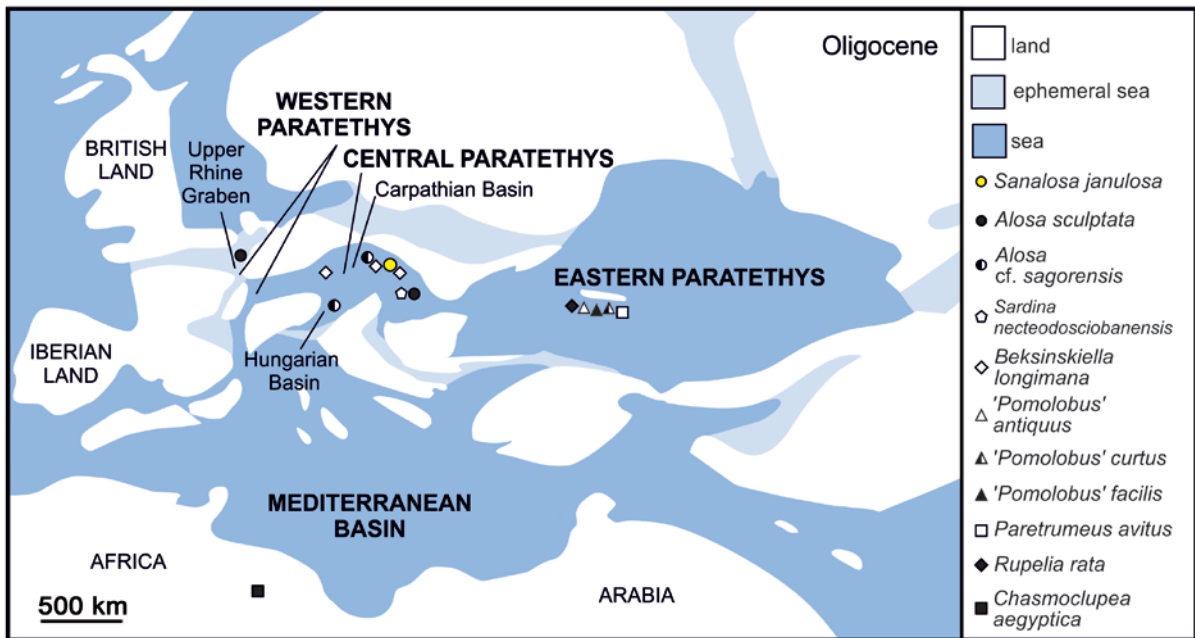 Oligocene
WESTERN
PARATETHYS
CENTRAL PARATETHYS
Carpathian Basin
BRITISH
LAND
Upper
Rhine
Graben
EASTERN PARATETHYS
IBERIAN
LAND
Hungarian
Basin
MEDITERRANEAN
BASIN
AFRICA
ARABIA
500 km
land
ephemeral sea
sea
Sanalosa janulosa
Alosa sculptata
Alosa
cf. sagorensis
Sardina
necteodosciobanensis
Beksinskiella
longimana
'Pomolobus'
antiquus
'Pomolobus' curtus
'Pomolobus' facilis
Paretrumeus avitus
Rupelia rata
Chasmoclupea
aegyptica